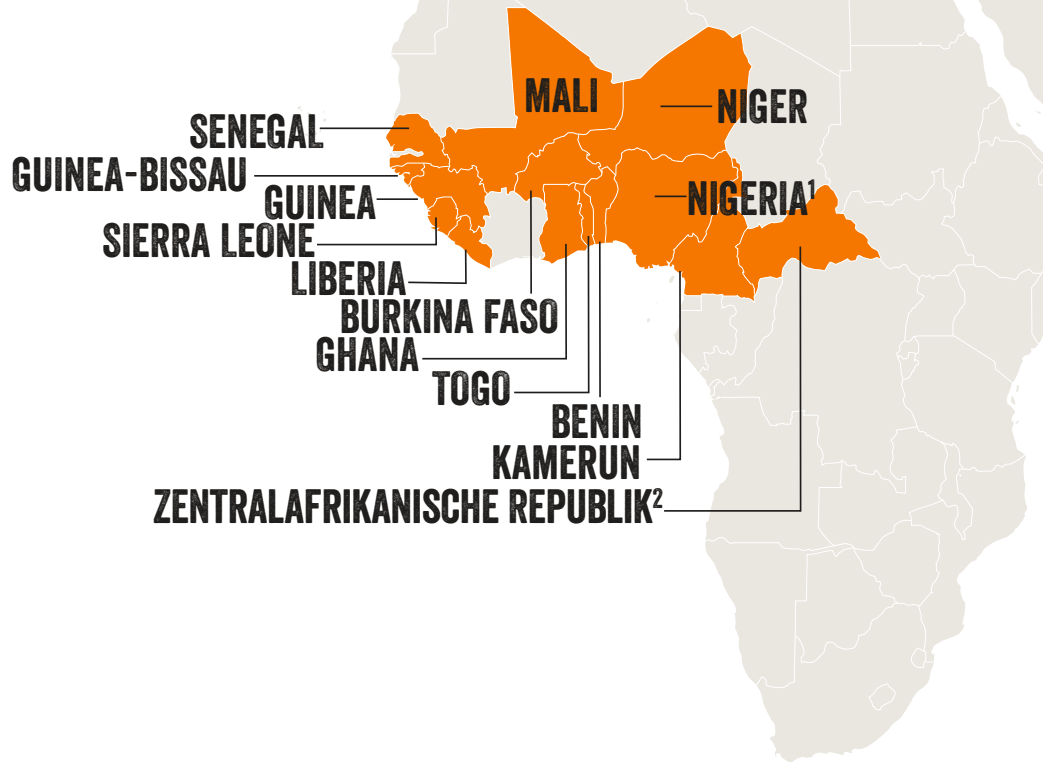 MALI
NIGER
SENEGAL
GUINEA-BISSAU
NIGERIA¹
GUINEA
SIERRA LEONE
LIBERIA
BURKINA FASO
GHANA
TOGO
BENIN
KAMERUN
ZENTRALAFRIKANISCHE REPUBLIK²